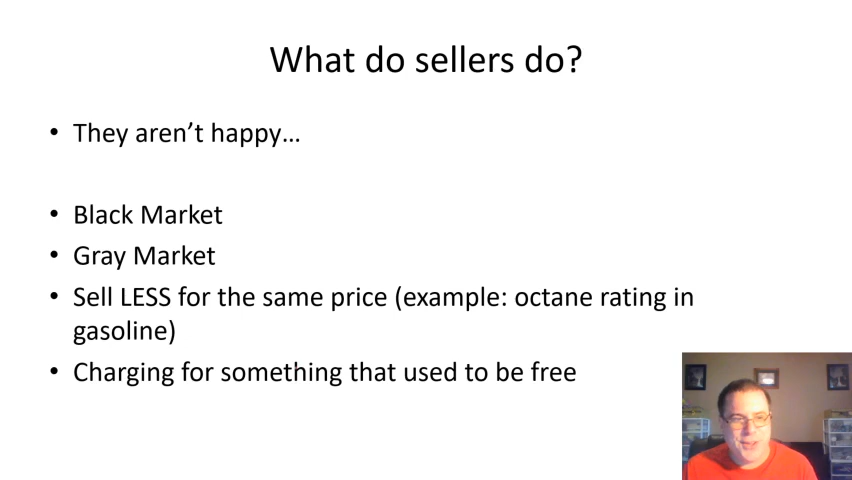 What do sellers do?
• They aren't happy…
• Black Market
• Gray Market
• Sell LESS for the same price (example: octane rating in
gasoline)
• Charging for something that used to be free